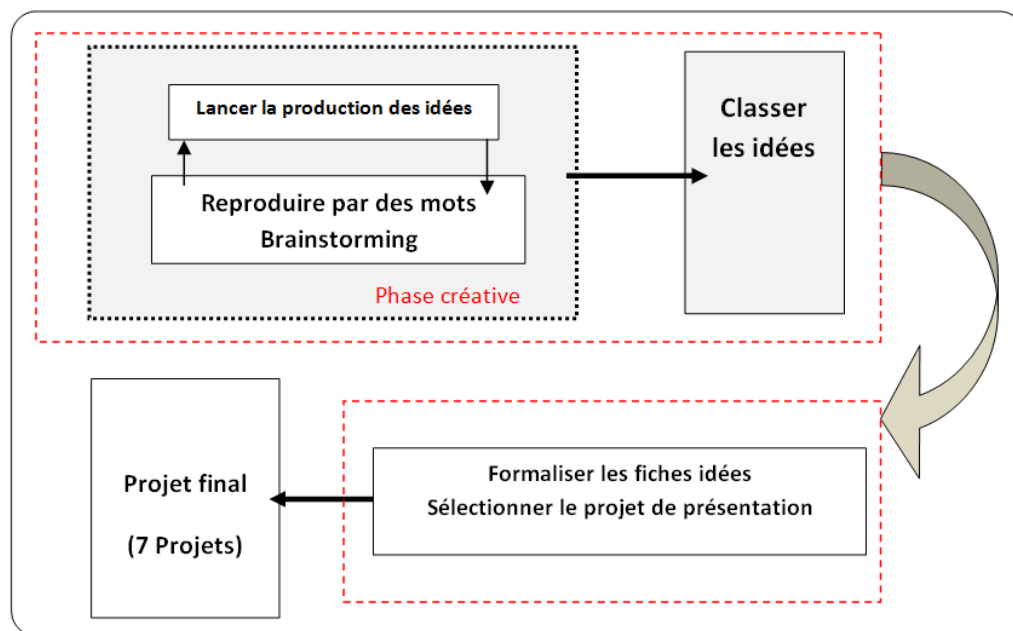 Lancer la production des idées
Reproduire par des mots
Brainstorming
Phase créative
Classer
les idées
Formaliser les fiches idées
Sélectionner le projet de présentation
Projet final
(7 Projets)